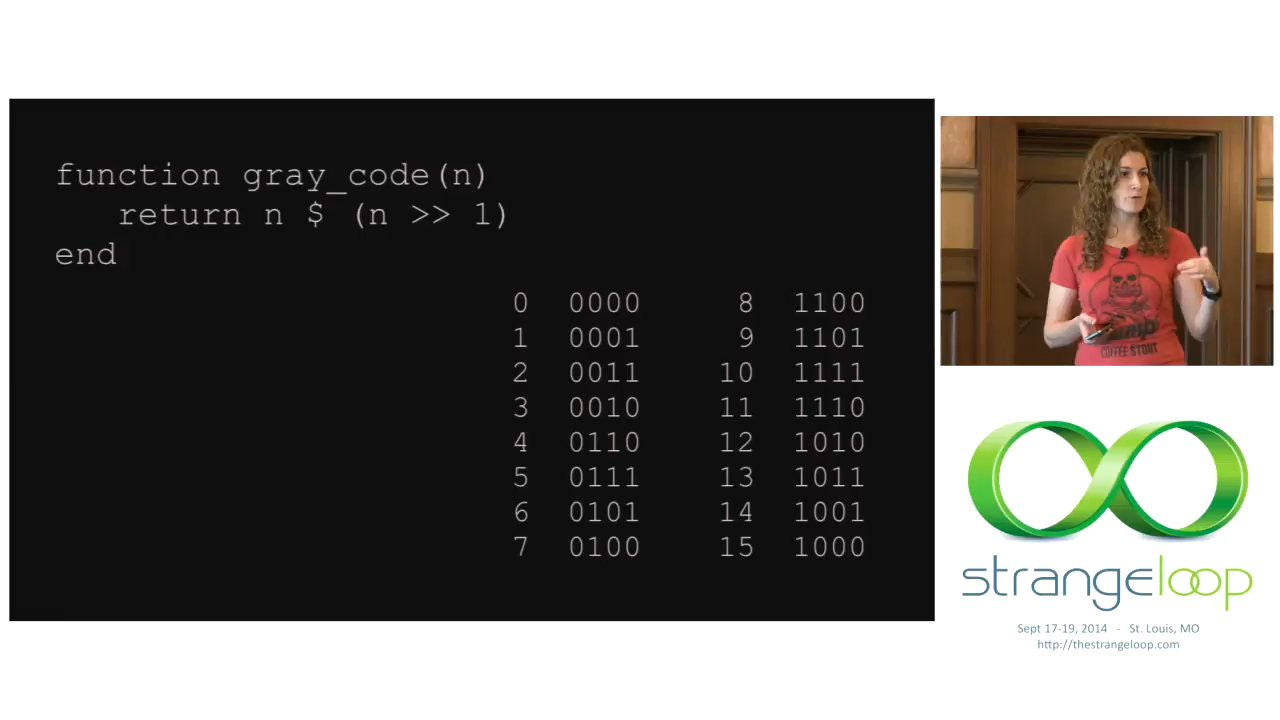 function gray_code(n)
   return n $ (n >> 1)
end
0 0000 8 1100
1 0001 9 1101
2 0011 10 1111
3 0010 11 1110
4 0110 12 1010
5 0111 13 1011
6 0101 14 1001
7 0100 15 1000
COFFEE STOUT
strangeloop
Sept 17-19, 2014 - St. Louis, MO
http://thestrangeloop.com